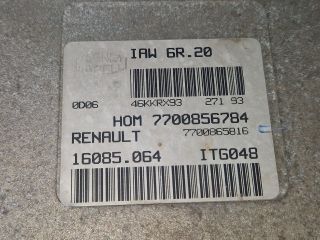 IAW 6R.20
0D06 46KKRX93 271 93
HOM 7700856784
RENAULT 7700865816
16085.064 ITG048